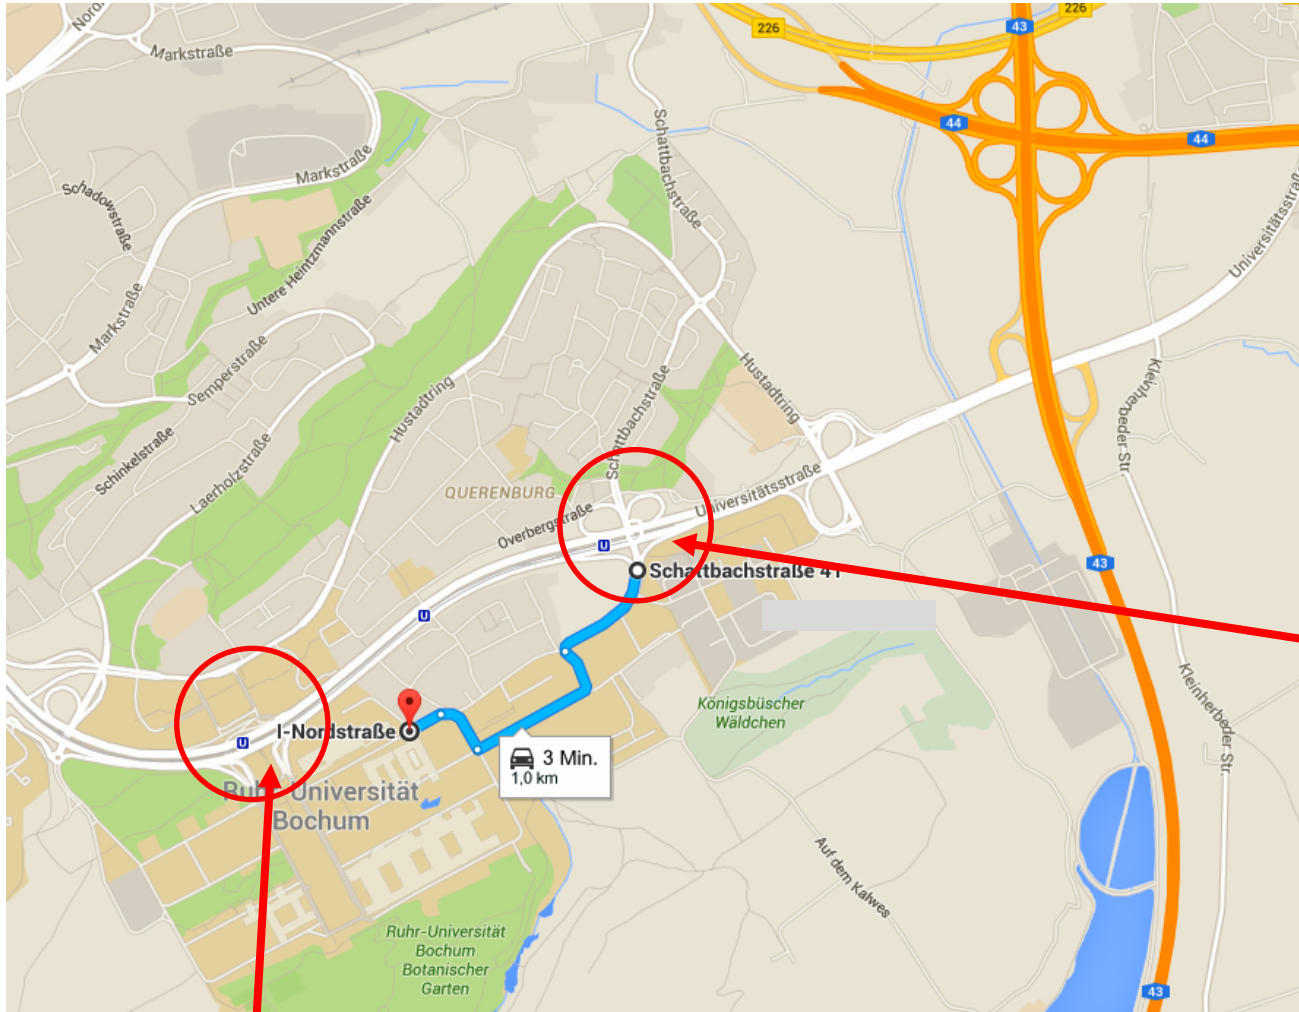 226
43
226
Markstraße
44
44
Schattbachstraße
Markstraße
Schadowstraße
Untere Heintzmannstraße
Universitätsstraße
Markstraße
Semperstraße
Hustadtring
Hustadtring
Schattbachstraße
Kleinherbeder Str.
Schinkelstraße
Laerholzstraße
QUERENBURG
Universitätsstraße
Overbergstraße
U
43
Schattbachstraße 41
U
Königsbüscher
Wäldchen
Kleinherbeder Str.
I-Nordstraße
U
3 Min.
1,0 km
Ruhr-Universität
Bochum
Auf dem Kalwes
Ruhr-Universität
Bochum
Botanischer
Garten
43